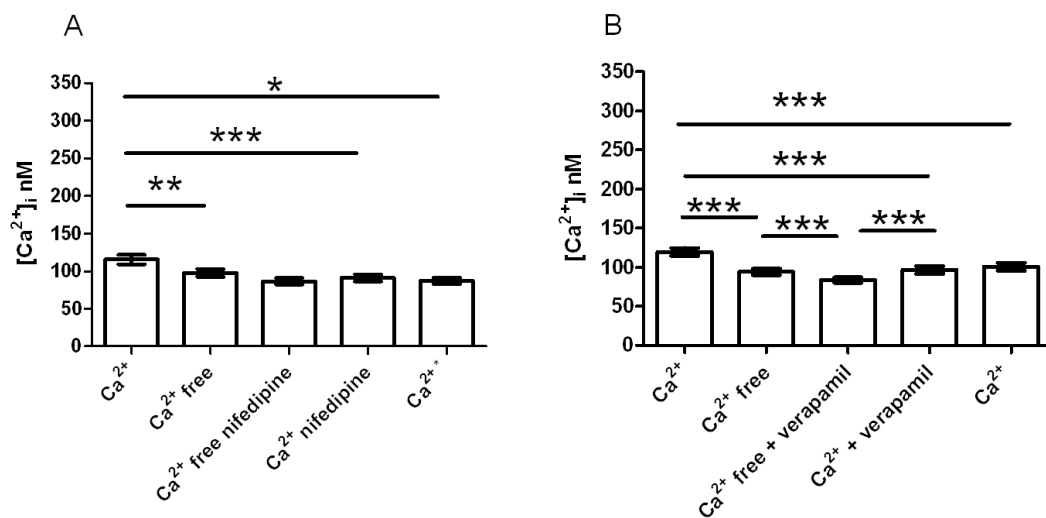 A
350
300
250
200
150
100
50
0
[Ca²⁺]ᵢ nM
*
***
**
Ca²⁺
Ca²⁺ free
Ca²⁺ free nifedipine
Ca²⁺ nifedipine
Ca²⁺*
B
350
300
250
200
150
100
50
0
[Ca²⁺]ᵢ nM
***
***
***
***
***
Ca²⁺
Ca²⁺ free
Ca²⁺ free + verapamil
Ca²⁺ + verapamil
Ca²⁺